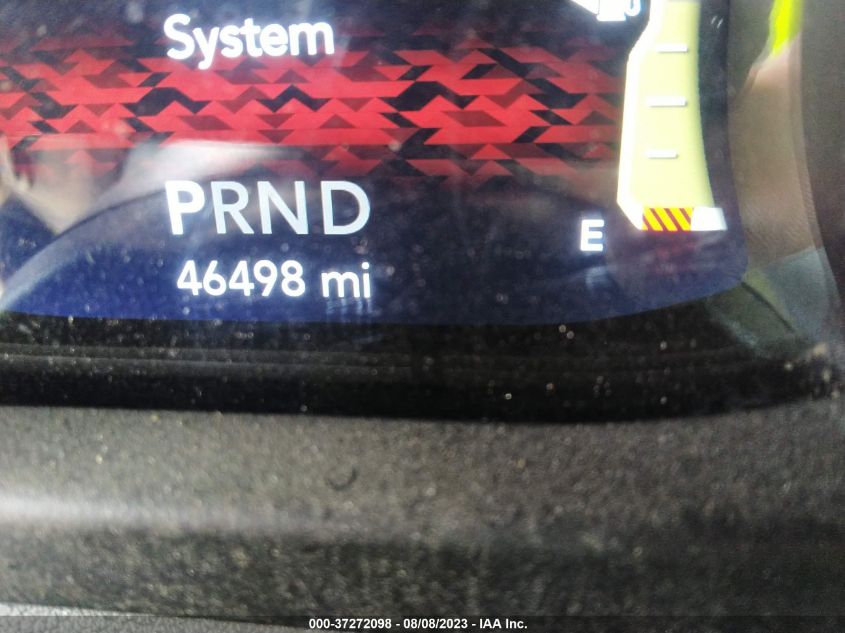 System
PRND
E
46498 mi
000-37272098 - 08/08/2023 - IAA Inc.